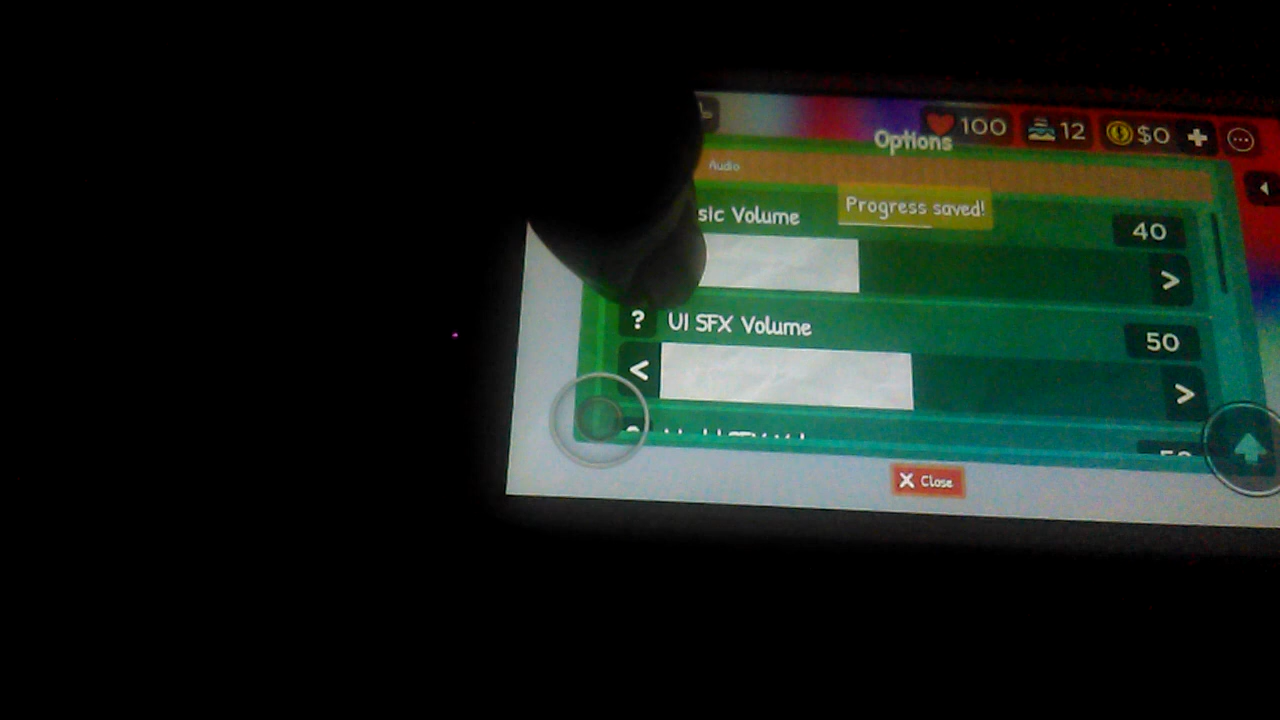 100
12
$0
Options
Audio
sic Volume
Progress saved!
40
>
? UI SFX Volume
50
<
>
X Close